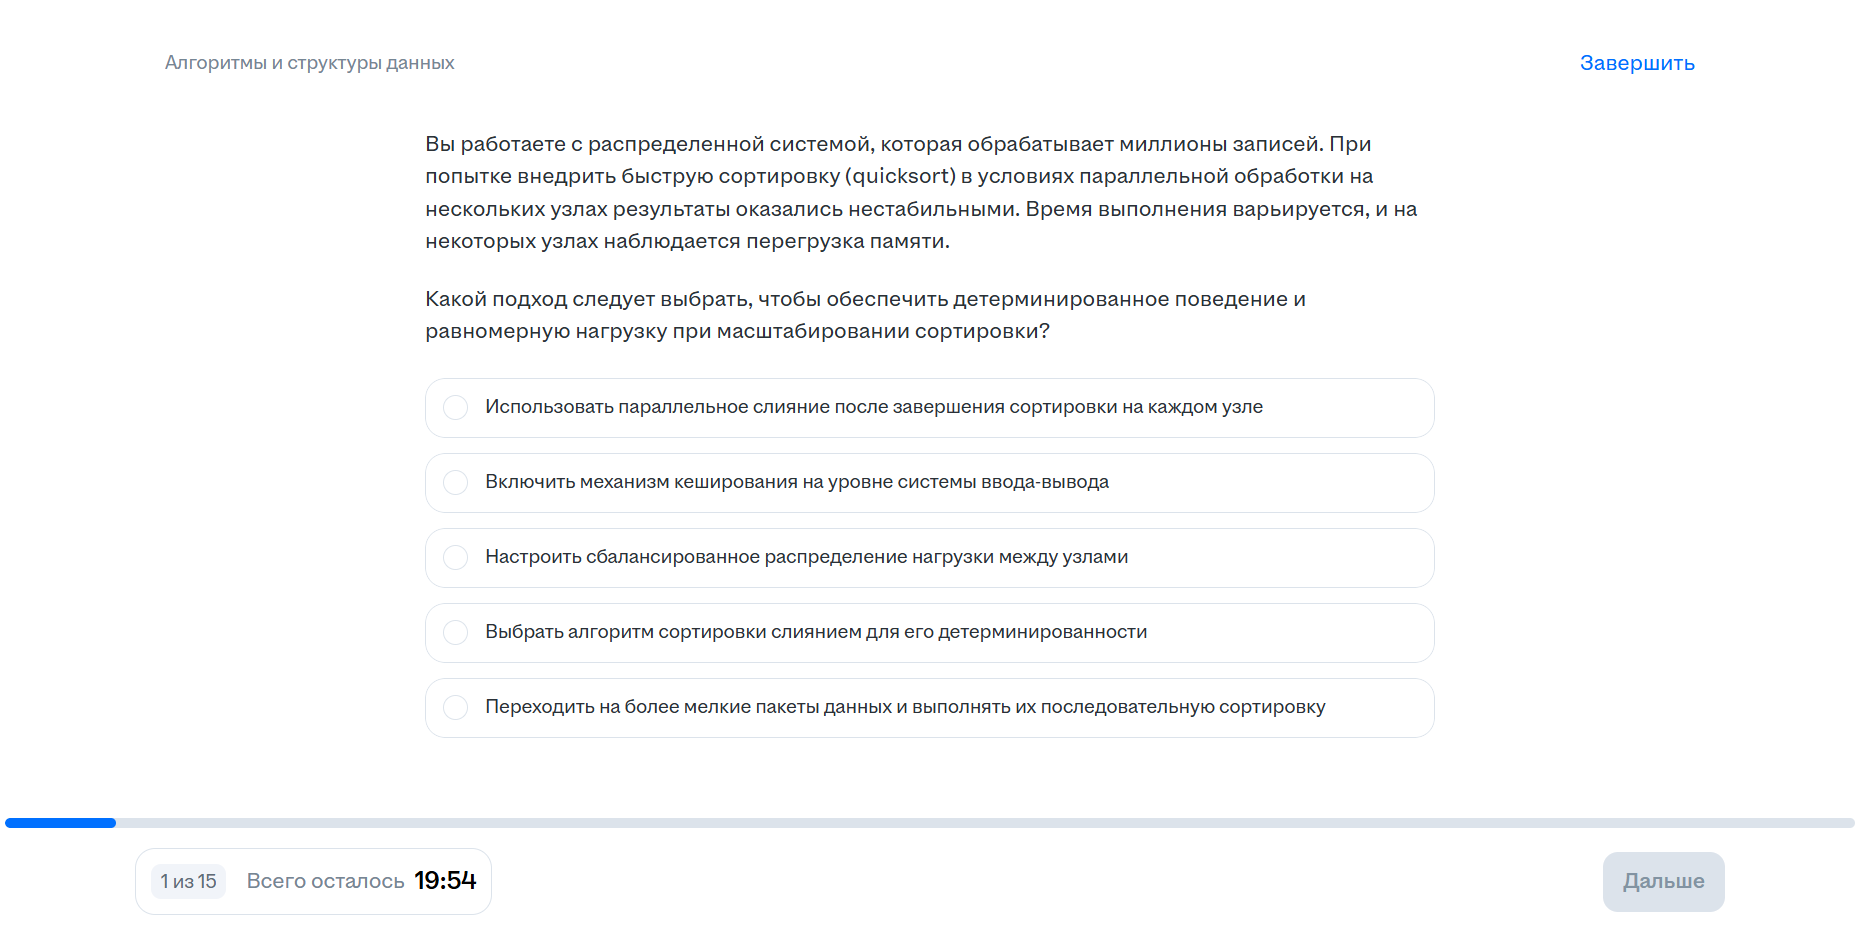 Алгоритмы и структуры данных
Завершить
Вы работаете с распределенной системой, которая обрабатывает миллионы записей. При
попытке внедрить быструю сортировку (quicksort) в условиях параллельной обработки на
нескольких узлах результаты оказались нестабильными. Время выполнения варьируется, и на
некоторых узлах наблюдается перегрузка памяти.
Какой подход следует выбрать, чтобы обеспечить детерминированное поведение и
равномерную нагрузку при масштабировании сортировки?
Использовать параллельное слияние после завершения сортировки на каждом узле
Включить механизм кеширования на уровне системы ввода-вывода
Настроить сбалансированное распределение нагрузки между узлами
Выбрать алгоритм сортировки слиянием для его детерминированности
Переходить на более мелкие пакеты данных и выполнять их последовательную сортировку
1 из 15
Всего осталось 19:54
Дальше